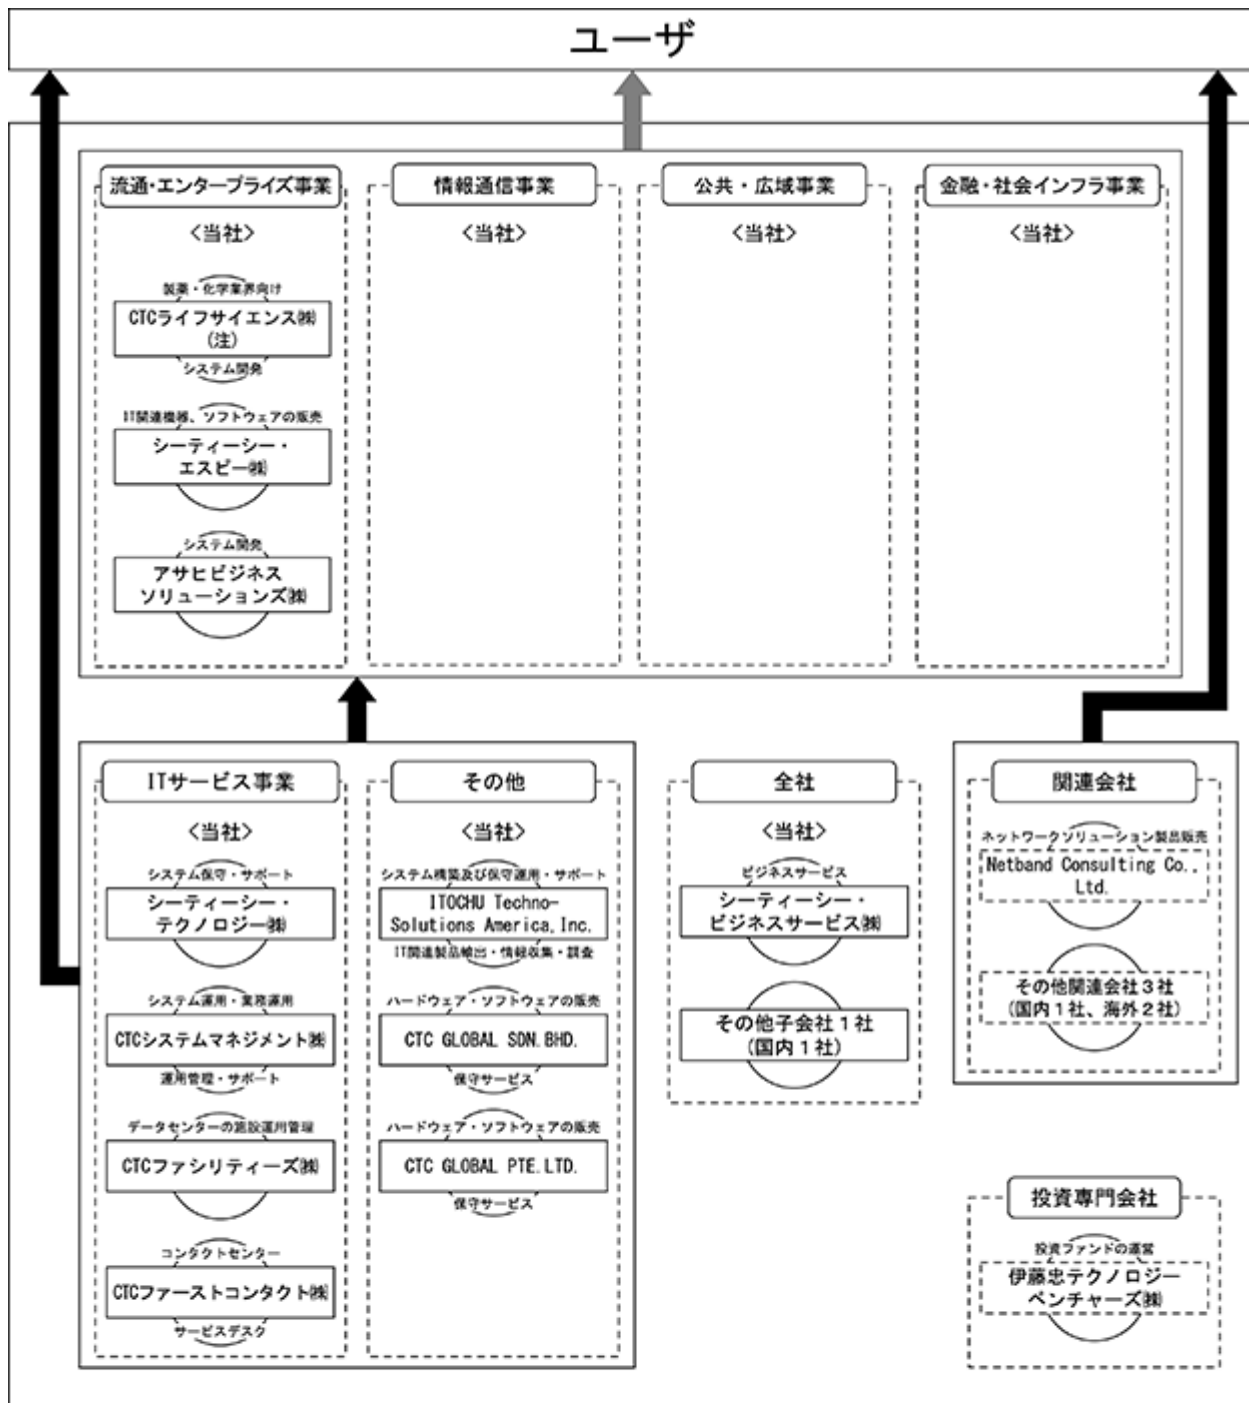 ユーザ
流通・エンタープライズ事業
情報通信事業
公共・広域事業
金融・社会インフラ事業
<当社>
<当社>
<当社>
<当社>
製薬・化学業界向け
CTCライフサイエンス㈱
(注)
システム開発
IT関連機器、ソフトウェアの販売
シーティーシー・
エスピー㈱
システム開発
アサヒビジネス
ソリューションズ㈱
ITサービス事業
<当社>
システム保守・サポート
シーティーシー・
テクノロジー㈱
システム運用・業務運用
CTCシステムマネジメント㈱
運用管理・サポート
データセンターの施設運用管理
CTCファシリティーズ㈱
コンタクトセンター
CTCファーストコンタクト㈱
サービスデスク
その他
<当社>
システム構築及び保守運用・サポート
ITOCHU Techno-
Solutions America,Inc.
IT関連製品輸出・情報収集・調査
ハードウェア・ソフトウェアの販売
CTC GLOBAL SDN.BHD.
保守サービス
ハードウェア・ソフトウェアの販売
CTC GLOBAL PTE.LTD.
保守サービス
全社
<当社>
ビジネスサービス
シーティーシー・
ビジネスサービス㈱
その他子会社1社
(国内1社)
関連会社
ネットワークソリューション製品販売
Netband Consulting Co.,
Ltd.
その他関連会社3社
(国内1社、海外2社)
投資専門会社
投資ファンドの運営
伊藤忠テクノロジー
ベンチャーズ㈱